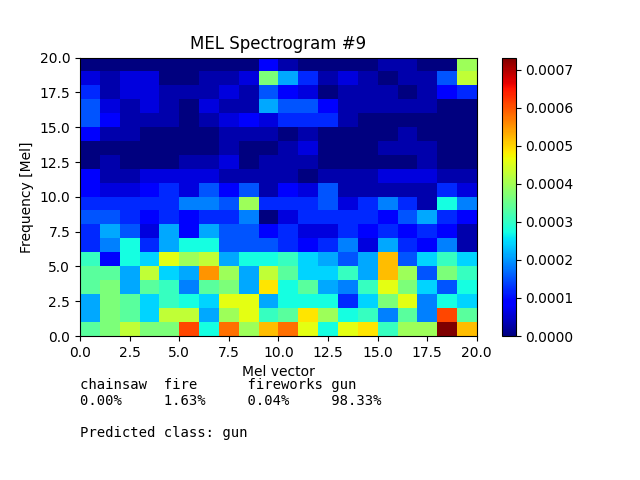 MEL Spectrogram #9
20.0
17.5
15.0
12.5
10.0
7.5
5.0
2.5
0.0
Frequency [Mel]
0.0 2.5 5.0 7.5 10.0 12.5 15.0 17.5 20.0
Mel vector
0.0007
0.0006
0.0005
0.0004
0.0003
0.0002
0.0001
0.0000
chainsaw fire fireworks gun
0.00% 1.63% 0.04% 98.33%
Predicted class: gun